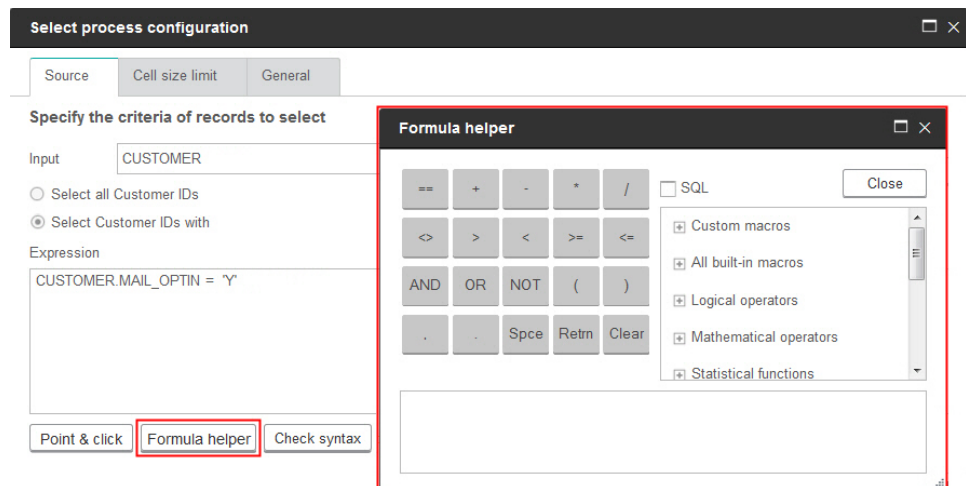 Select process configuration
Source Cell size limit General
Specify the criteria of records to select
Input CUSTOMER
Select all Customer IDs
Select Customer IDs with
Expression
CUSTOMER.MAIL_OPTIN = 'Y'
Point & click Formula helper Check syntax
Formula helper
== + - * /
<> > < >= <=
AND OR NOT ( )
, . Spce Retrn Clear
SQL Close
Custom macros
All built-in macros
Logical operators
Mathematical operators
Statistical functions